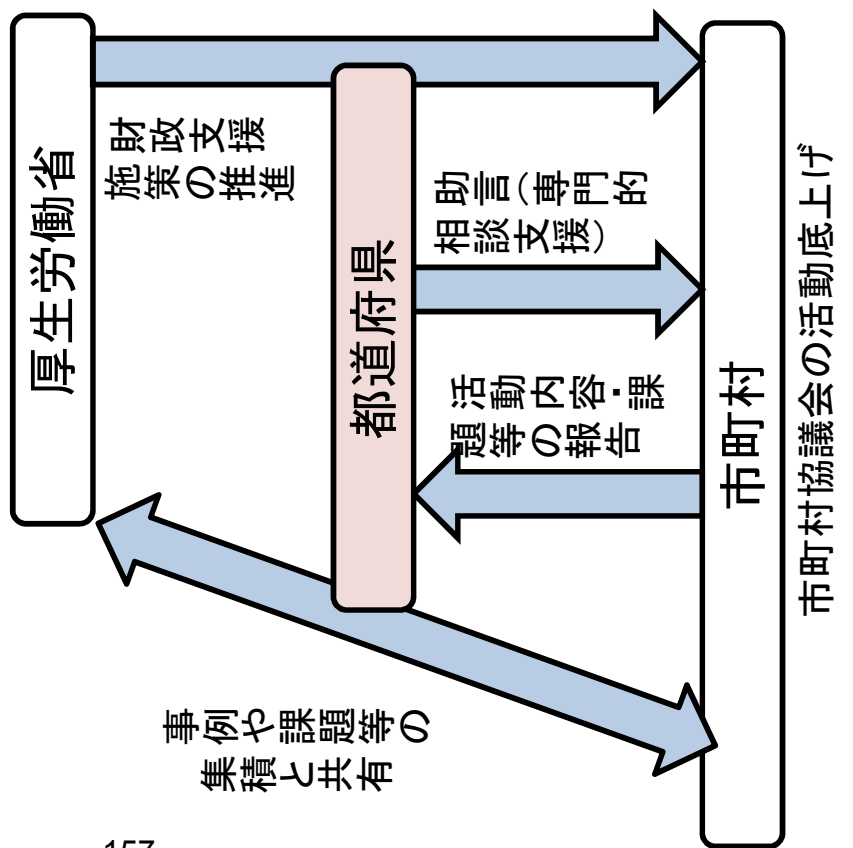 厚生労働省
財政支援
施策の推進
都道府県
助言(専門的
相談支援)
活動内容・課
題等の報告
市町村
市町村協議会の活動底上げ
事例や課題等の
集積と共有
157